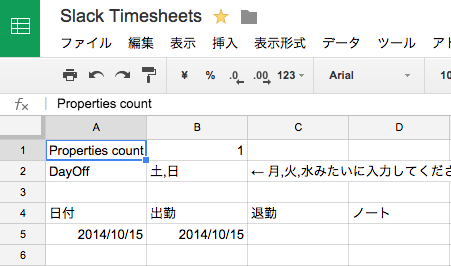 Slack Timesheets
ファイル 編集 表示 挿入 表示形式 データ ツール
¥ % .0 .00 123 Arial 10
fx Properties count
A B C D
1 Properties count 1
2 DayOff 土,日 ← 月,火,水みたいに入力してくださ
3
4 日付 出勤 退勤 ノート
5 2014/10/15 2014/10/15
6